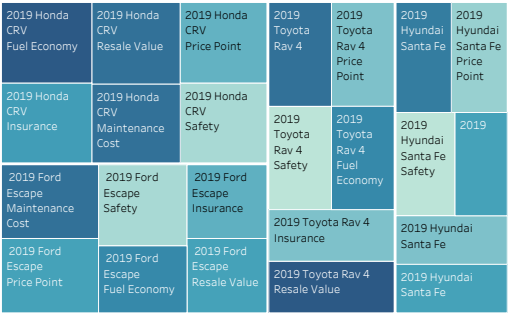 2019 Honda
CRV
Fuel Economy
2019 Honda
CRV
Resale Value
2019 Honda
CRV
Price Point
2019 Honda
CRV
Insurance
2019 Honda
CRV
Maintenance
Cost
2019 Honda
CRV
Safety
2019 Ford
Escape
Maintenance
Cost
2019 Ford
Escape
Safety
2019 Ford
Escape
Insurance
2019 Ford
Escape
Price Point
2019 Ford
Escape
Fuel Economy
2019 Ford
Escape
Resale Value
2019
Toyota
Rav 4
2019
Toyota
Rav 4
Price
Point
2019
Toyota
Rav 4
Safety
2019
Toyota
Rav 4
Fuel
Economy
2019 Toyota Rav 4
Insurance
2019 Toyota Rav 4
Resale Value
2019
Hyundai
Santa Fe
2019
Hyundai
Santa Fe
Price
Point
2019
Hyundai
Santa Fe
Safety
2019
2019 Hyundai
Santa Fe
2019 Hyundai
Santa Fe